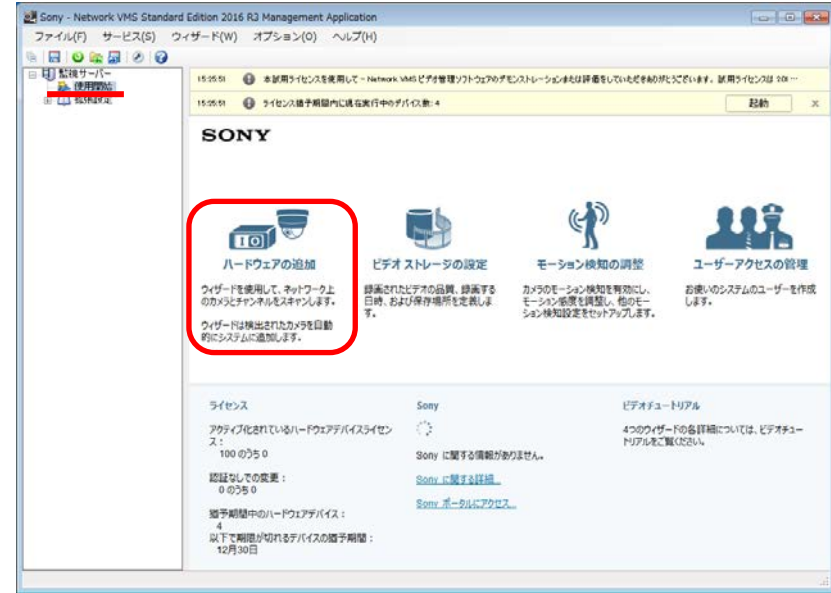 Sony - Network VMS Standard Edition 2016 R3 Management Application
ファイル(F) サービス(S) ウィザード(W) オプション(O) ヘルプ(H)
監視サーバー
使用開始
拡張設定
15:25:51 本試用ライセンスを使用して - Network VMS ビデオ管理ソフトウェアのデモンストレーションまたは評価をしていただきありがとうございます。試用ライセンスは 201 ...
15:25:51 ライセンス猶予期間内に現在実行中のデバイス数: 4
起動 x
SONY
ハードウェアの追加
ウィザードを使用して、ネットワーク上
のカメラとチャンネルをスキャンします。
ウィザードは検出されたカメラを自動
的にシステムに追加します。
ビデオ ストレージの設定
録画されたビデオの品質、録画する
日時、および保存場所を定義しま
す。
モーション検知の調整
カメラのモーション検知を有効にし、
モーション感度を調整し、他のモー
ション検知設定をセットアップします。
ユーザーアクセスの管理
お使いのシステムのユーザーを作成
します。
ライセンス
アクティブ化されているハードウェアデバイスライセン
ス :
100 のうち 0
認証なしでの変更 :
0 のうち 0
猶予期間中のハードウェアデバイス :
4
以下で期限が切れるデバイスの猶予期間 :
12月30日
Sony
Sony に関する情報がありません。
Sony に関する詳細...
Sony ポータルにアクセス...
ビデオチュートリアル
4つのウィザードの各詳細については、ビデオチュー
トリアルをご覧ください。